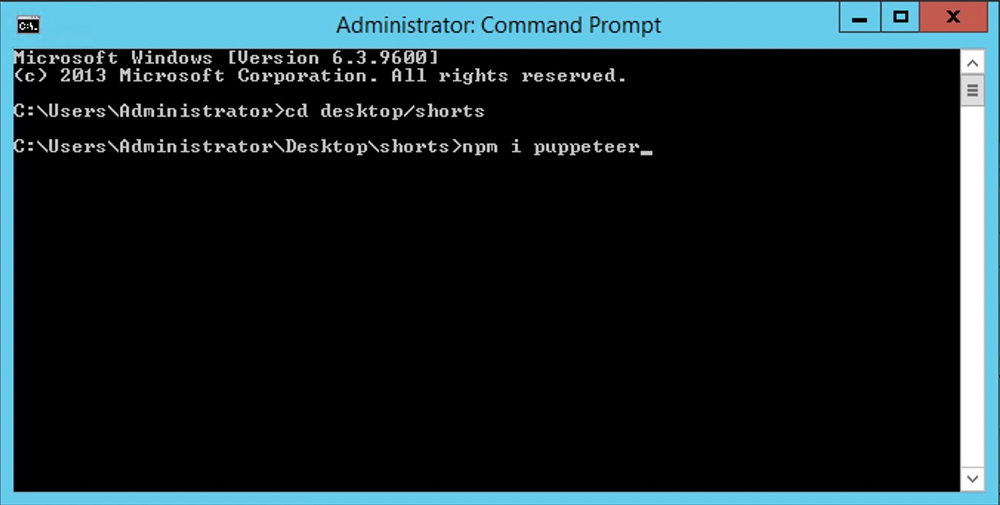 Administrator: Command Prompt
Microsoft Windows [Version 6.3.9600]
(c) 2013 Microsoft Corporation. All rights reserved.
C:\Users\Administrator>cd desktop/shorts
C:\Users\Administrator\Desktop\shorts>npm i puppeteer_